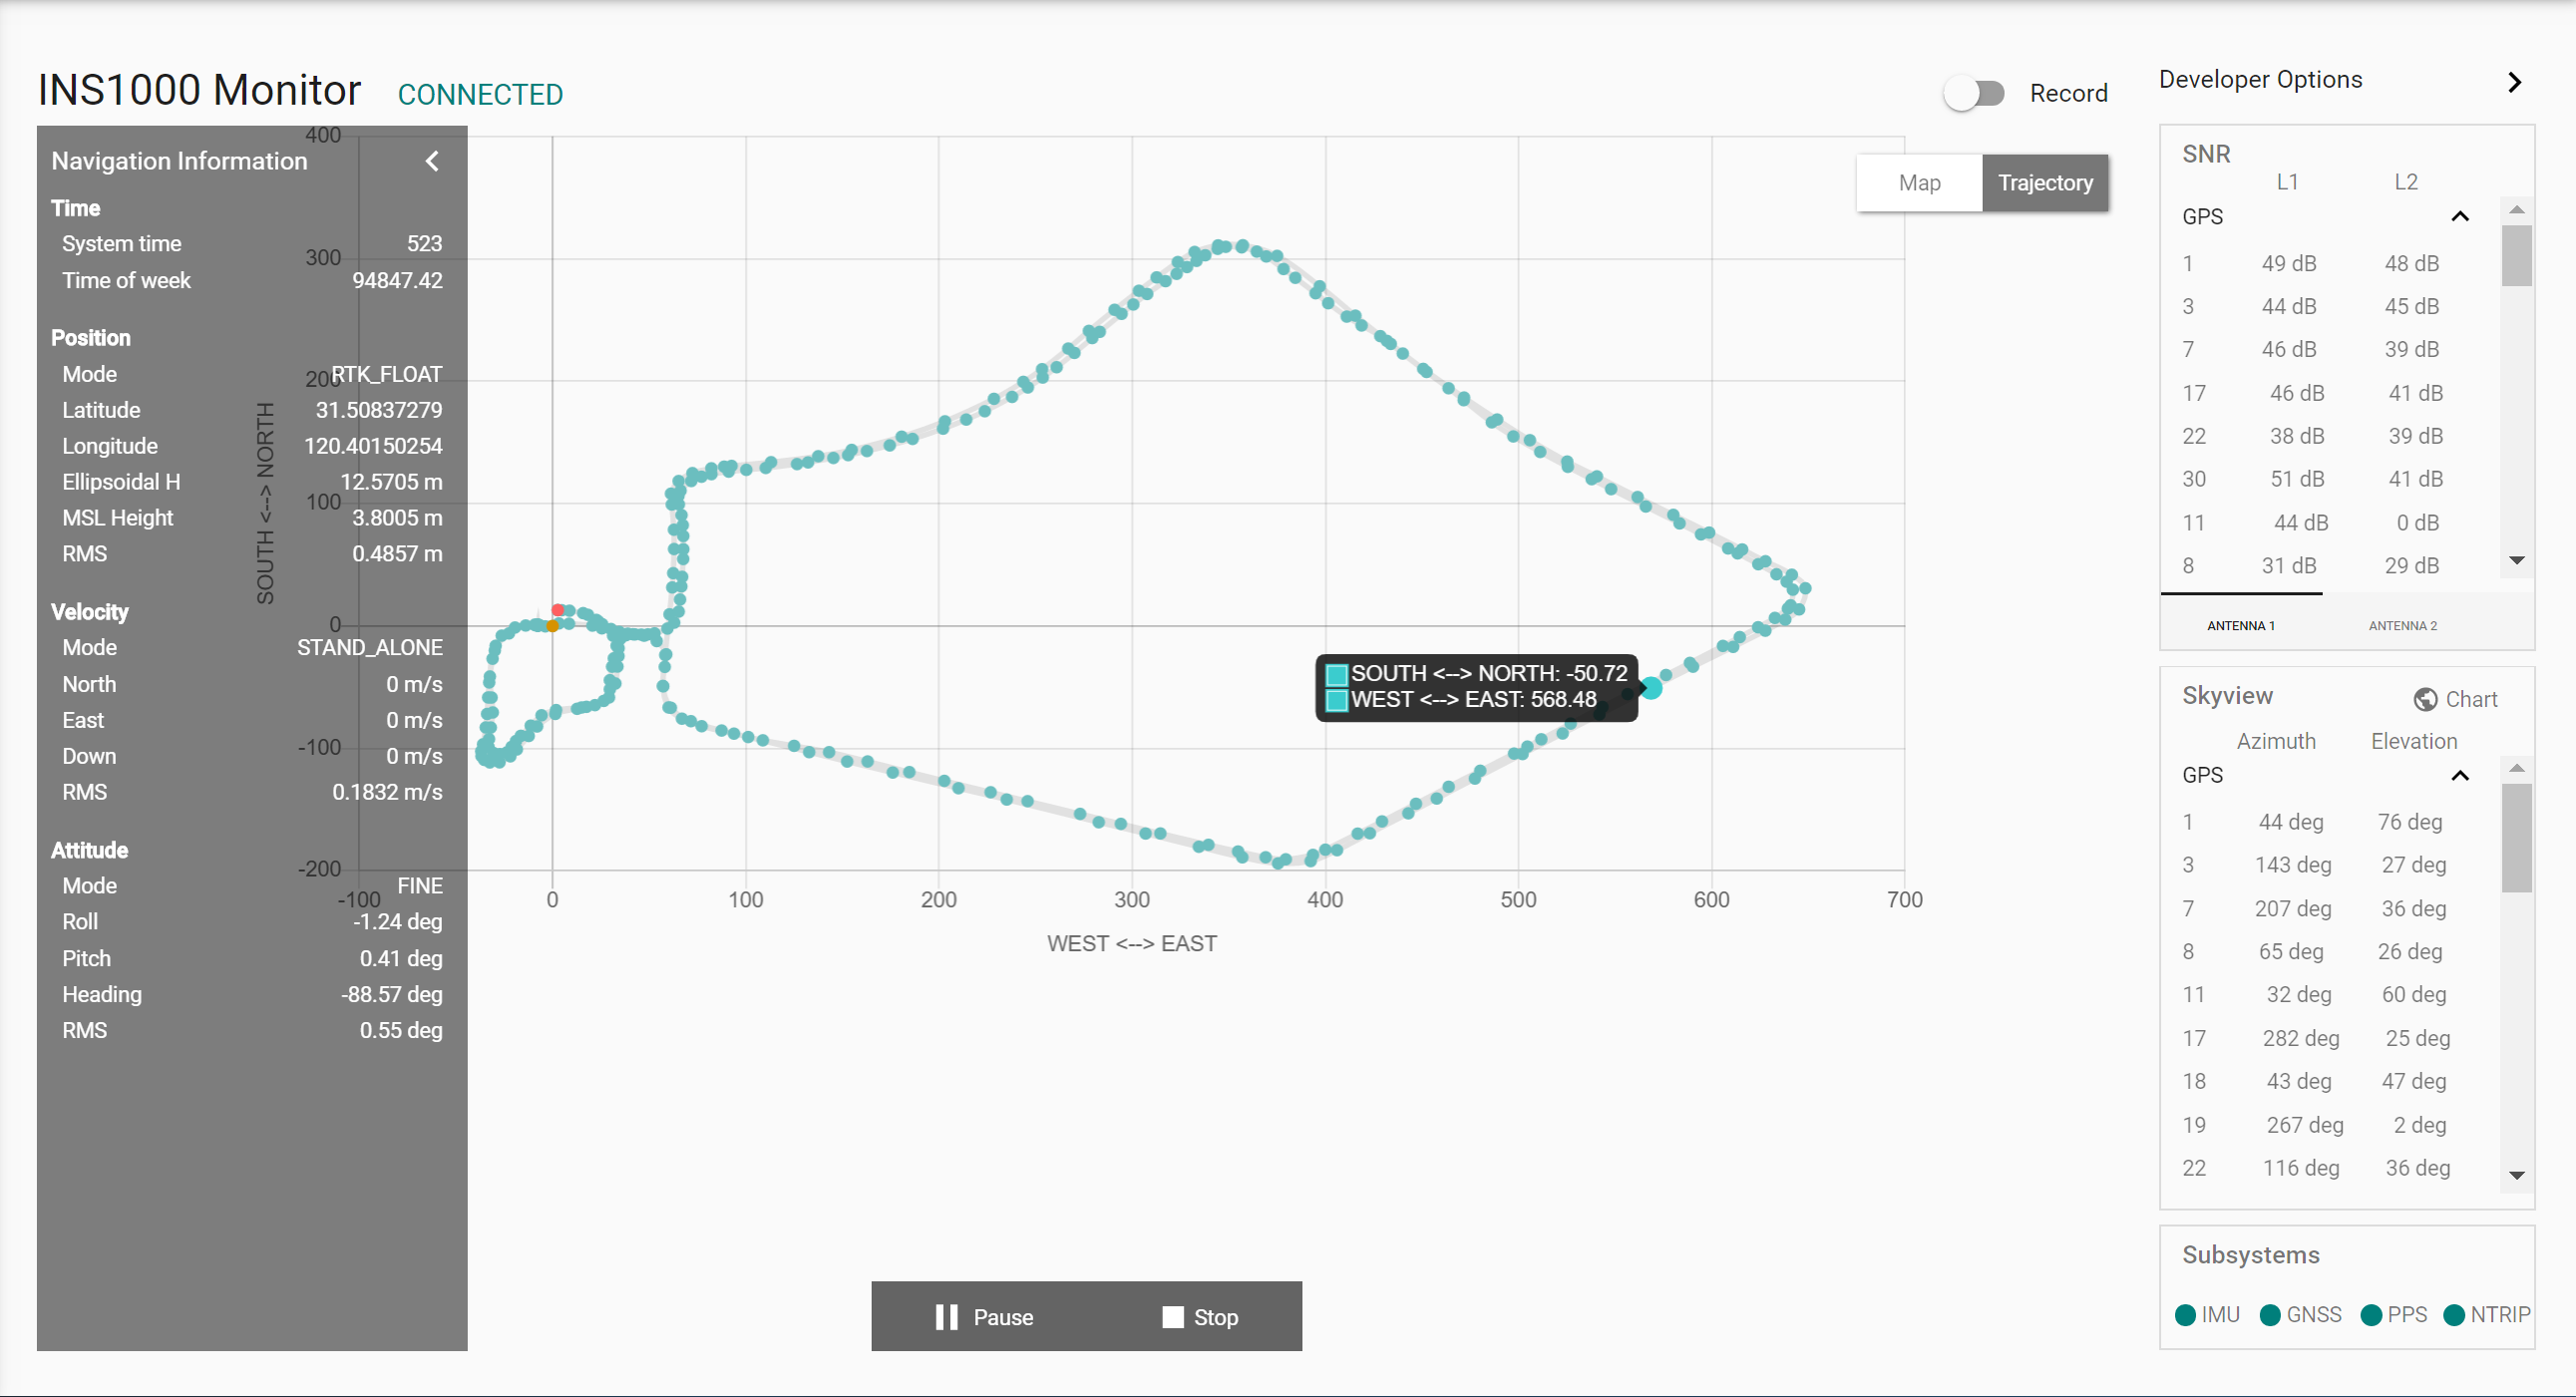 INS1000 Monitor CONNECTED
Record
Developer Options
Navigation Information
Time
System time 523
Time of week 94847.42
Position
Mode RTK_FLOAT
Latitude 31.50837279
Longitude 120.40150254
Ellipsoidal H 12.5705 m
MSL Height 3.8005 m
RMS 0.4857 m
Velocity
Mode STAND_ALONE
North 0 m/s
East 0 m/s
Down 0 m/s
RMS 0.1832 m/s
Attitude
Mode FINE
Roll -1.24 deg
Pitch 0.41 deg
Heading -88.57 deg
RMS 0.55 deg
400
300
200
100
0
-100
-200
SOUTH <--> NORTH
-100 0 100 200 300 400 500 600 700
WEST <--> EAST
Map Trajectory
SOUTH <--> NORTH: -50.72
WEST <--> EAST: 568.48
Pause Stop
SNR
L1 L2
GPS
1 49 dB 48 dB
3 44 dB 45 dB
7 46 dB 39 dB
17 46 dB 41 dB
22 38 dB 39 dB
30 51 dB 41 dB
11 44 dB 0 dB
8 31 dB 29 dB
ANTENNA 1 ANTENNA 2
Skyview Chart
Azimuth Elevation
GPS
1 44 deg 76 deg
3 143 deg 27 deg
7 207 deg 36 deg
8 65 deg 26 deg
11 32 deg 60 deg
17 282 deg 25 deg
18 43 deg 47 deg
19 267 deg 2 deg
22 116 deg 36 deg
Subsystems
IMU GNSS PPS NTRIP